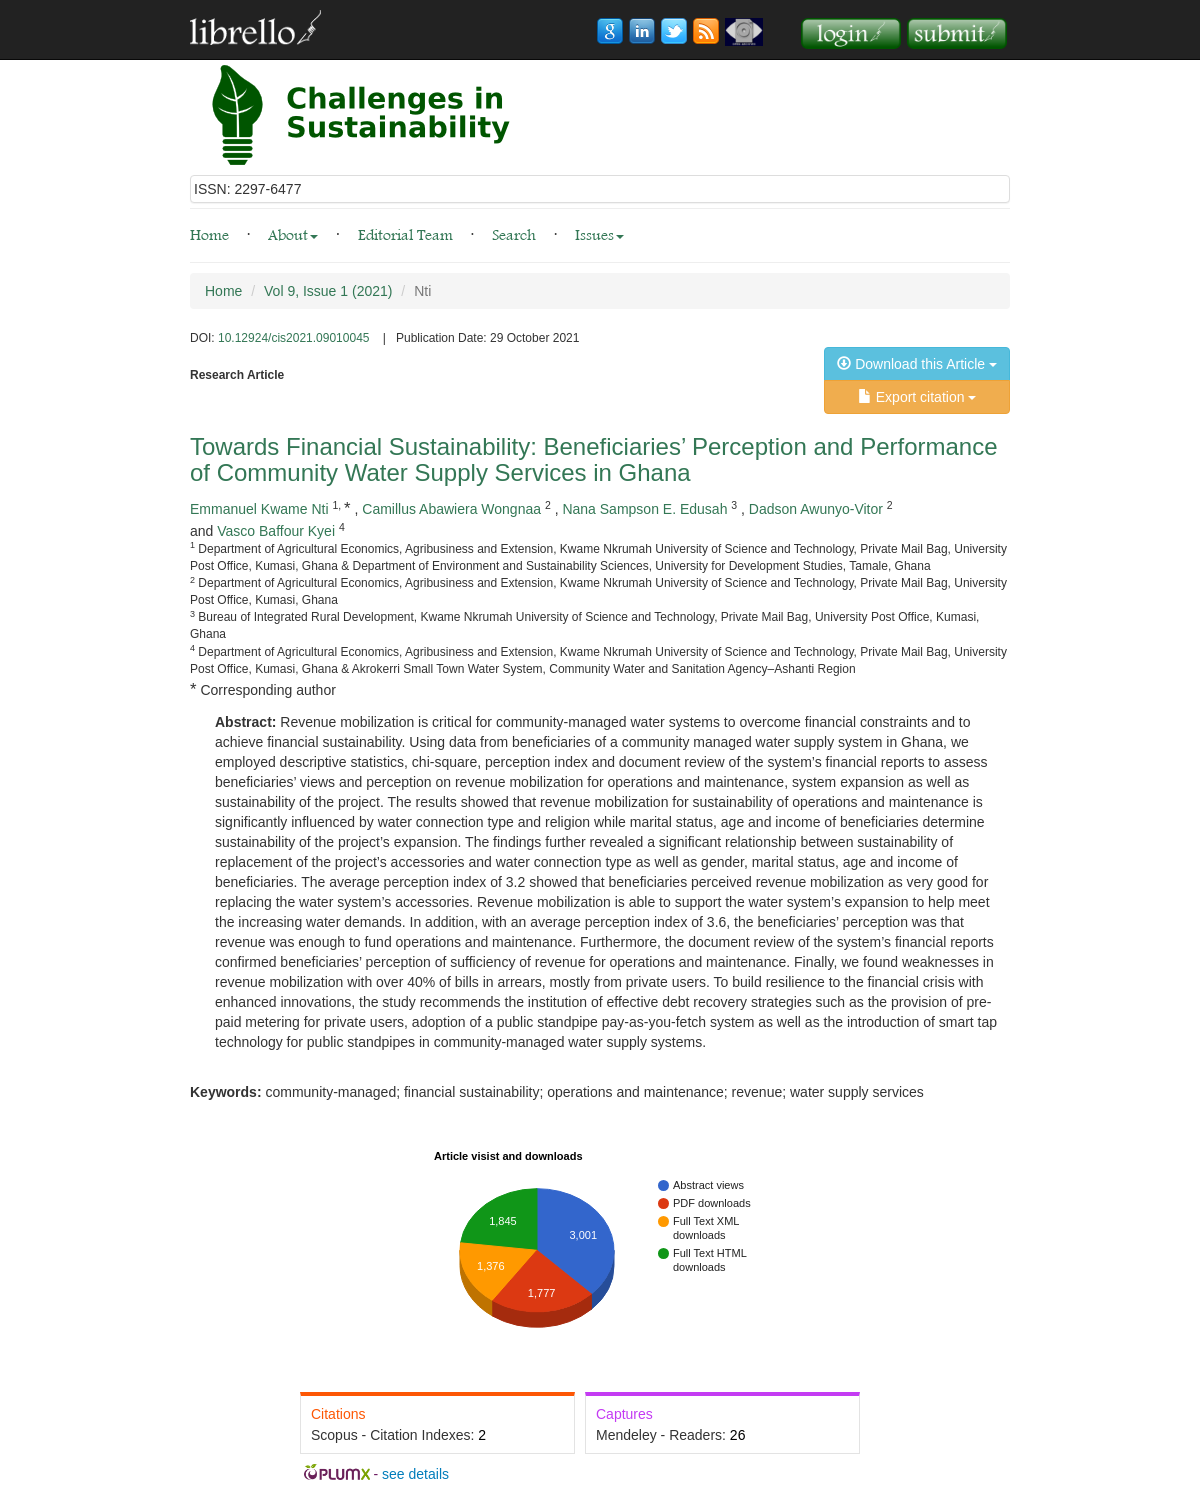 librello
login
submit
Challenges in
Sustainability
ISSN: 2297-6477
Home · About · Editorial Team · Search · Issues
Home / Vol 9, Issue 1 (2021) / Nti
DOI: 10.12924/cis2021.09010045 | Publication Date: 29 October 2021
Download this Article
Research Article
Export citation
Towards Financial Sustainability: Beneficiaries’ Perception and Performance
of Community Water Supply Services in Ghana
Emmanuel Kwame Nti 1, * , Camillus Abawiera Wongnaa 2 , Nana Sampson E. Edusah 3 , Dadson Awunyo-Vitor 2
and Vasco Baffour Kyei 4
1 Department of Agricultural Economics, Agribusiness and Extension, Kwame Nkrumah University of Science and Technology, Private Mail Bag, University
Post Office, Kumasi, Ghana & Department of Environment and Sustainability Sciences, University for Development Studies, Tamale, Ghana
2 Department of Agricultural Economics, Agribusiness and Extension, Kwame Nkrumah University of Science and Technology, Private Mail Bag, University
Post Office, Kumasi, Ghana
3 Bureau of Integrated Rural Development, Kwame Nkrumah University of Science and Technology, Private Mail Bag, University Post Office, Kumasi,
Ghana
4 Department of Agricultural Economics, Agribusiness and Extension, Kwame Nkrumah University of Science and Technology, Private Mail Bag, University
Post Office, Kumasi, Ghana & Akrokerri Small Town Water System, Community Water and Sanitation Agency–Ashanti Region
* Corresponding author
Abstract: Revenue mobilization is critical for community-managed water systems to overcome financial constraints and to
achieve financial sustainability. Using data from beneficiaries of a community managed water supply system in Ghana, we
employed descriptive statistics, chi-square, perception index and document review of the system’s financial reports to assess
beneficiaries’ views and perception on revenue mobilization for operations and maintenance, system expansion as well as
sustainability of the project. The results showed that revenue mobilization for sustainability of operations and maintenance is
significantly influenced by water connection type and religion while marital status, age and income of beneficiaries determine
sustainability of the project’s expansion. The findings further revealed a significant relationship between sustainability of
replacement of the project’s accessories and water connection type as well as gender, marital status, age and income of
beneficiaries. The average perception index of 3.2 showed that beneficiaries perceived revenue mobilization as very good for
replacing the water system’s accessories. Revenue mobilization is able to support the water system’s expansion to help meet
the increasing water demands. In addition, with an average perception index of 3.6, the beneficiaries’ perception was that
revenue was enough to fund operations and maintenance. Furthermore, the document review of the system’s financial reports
confirmed beneficiaries’ perception of sufficiency of revenue for operations and maintenance. Finally, we found weaknesses in
revenue mobilization with over 40% of bills in arrears, mostly from private users. To build resilience to the financial crisis with
enhanced innovations, the study recommends the institution of effective debt recovery strategies such as the provision of pre-
paid metering for private users, adoption of a public standpipe pay-as-you-fetch system as well as the introduction of smart tap
technology for public standpipes in community-managed water supply systems.
Keywords: community-managed; financial sustainability; operations and maintenance; revenue; water supply services
Article visist and downloads
Abstract views
PDF downloads
Full Text XML
downloads
Full Text HTML
downloads
1,845
3,001
1,376
1,777
Citations
Scopus - Citation Indexes: 2
Captures
Mendeley - Readers: 26
PLUMX - see details